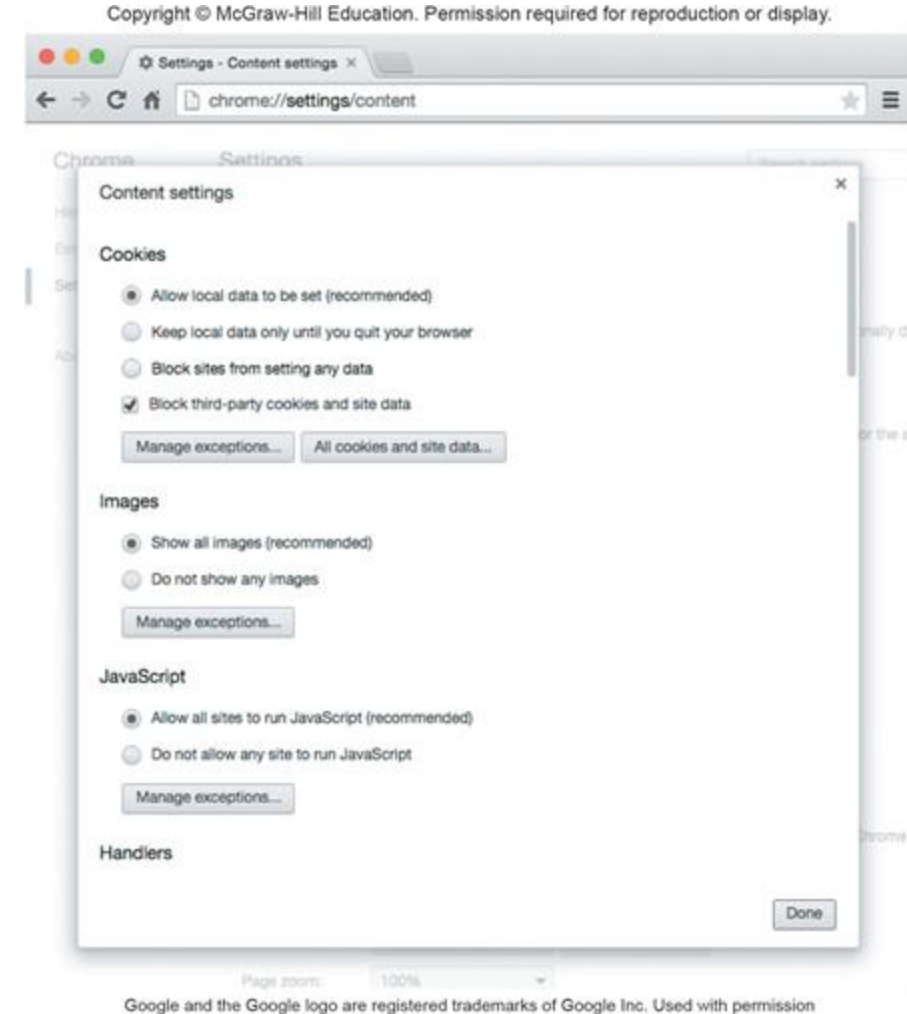 Copyright © McGraw-Hill Education. Permission required for reproduction or display.
Settings - Content settings ×
chrome://settings/content
Chrome Settings
Content settings ×
Cookies
Allow local data to be set (recommended)
Keep local data only until you quit your browser
Block sites from setting any data
Block third-party cookies and site data
Manage exceptions... All cookies and site data...
Images
Show all images (recommended)
Do not show any images
Manage exceptions...
JavaScript
Allow all sites to run JavaScript (recommended)
Do not allow any site to run JavaScript
Manage exceptions...
Handlers
Done
Page zoom: 100%
Google and the Google logo are registered trademarks of Google Inc. Used with permission